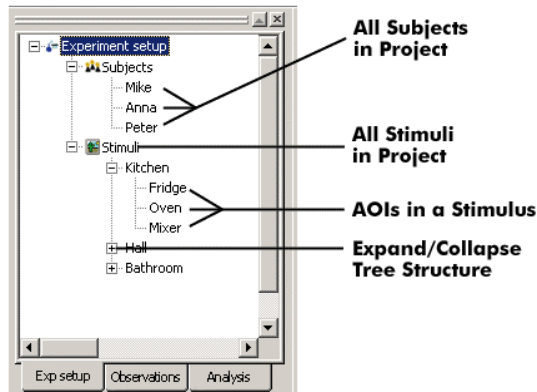 Experiment setup
Subjects
Mike
Anna
Peter
Stimuli
Kitchen
Fridge
Oven
Mixer
Hall
Bathroom
Exp setup
Observations
Analysis
All Subjects
in Project
All Stimuli
in Project
AOIs in a Stimulus
Expand/Collapse
Tree Structure